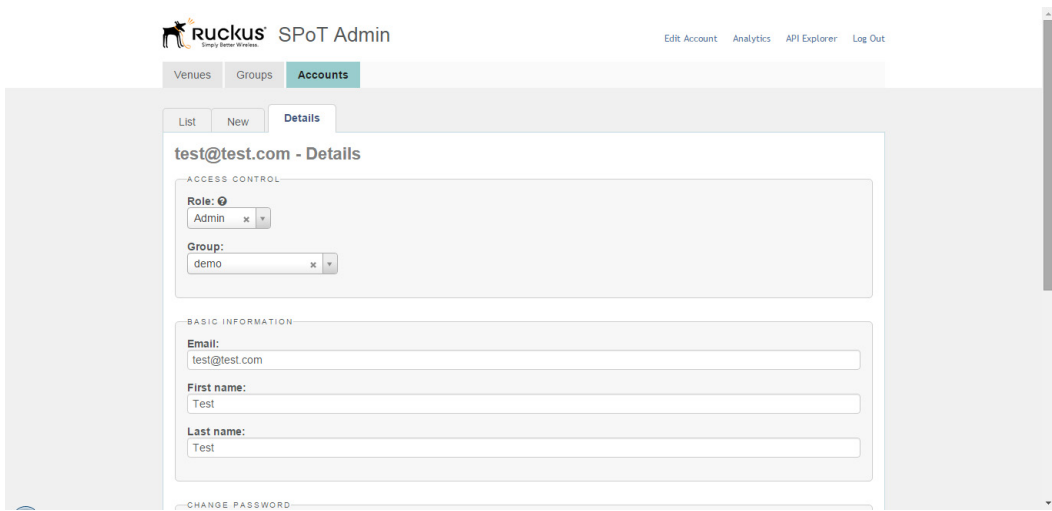 Ruckus SPoT Admin
Simply Better Wireless.
Edit Account Analytics API Explorer Log Out
Venues Groups Accounts
List New Details
test@test.com - Details
ACCESS CONTROL
Role:
Admin
Group:
demo
BASIC INFORMATION
Email:
test@test.com
First name:
Test
Last name:
Test
CHANGE PASSWORD